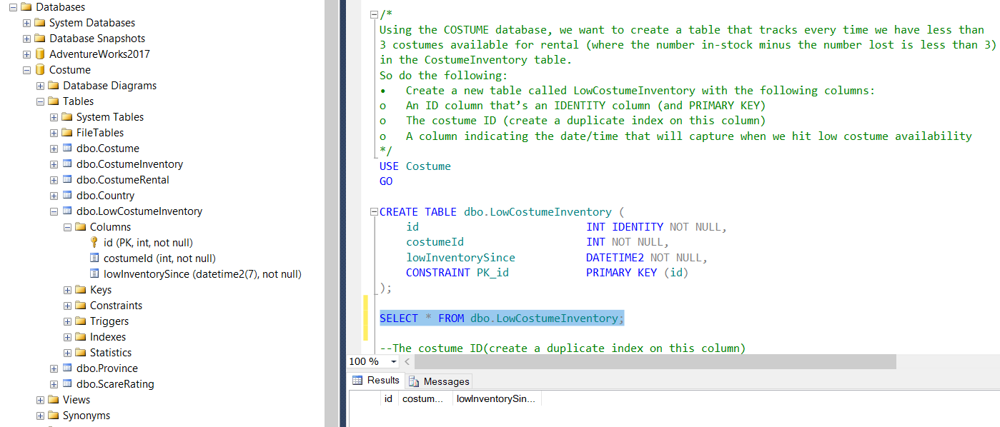 Databases
System Databases
Database Snapshots
AdventureWorks2017
Costume
Database Diagrams
Tables
System Tables
FileTables
dbo.Costume
dbo.CostumeInventory
dbo.CostumeRental
dbo.Country
dbo.LowCostumeInventory
Columns
id (PK, int, not null)
costumeId (int, not null)
lowInventorySince (datetime2(7), not null)
Keys
Constraints
Triggers
Indexes
Statistics
dbo.Province
dbo.ScareRating
Views
Synonyms
/*
Using the COSTUME database, we want to create a table that tracks every time we have less than
3 costumes available for rental (where the number in-stock minus the number lost is less than 3)
in the CostumeInventory table.
So do the following:
• Create a new table called LowCostumeInventory with the following columns:
o An ID column that’s an IDENTITY column (and PRIMARY KEY)
o The costume ID (create a duplicate index on this column)
o A column indicating the date/time that will capture when we hit low costume availability
*/
USE Costume
GO
CREATE TABLE dbo.LowCostumeInventory (
id INT IDENTITY NOT NULL,
costumeId INT NOT NULL,
lowInventorySince DATETIME2 NOT NULL,
CONSTRAINT PK_id PRIMARY KEY (id)
);
SELECT * FROM dbo.LowCostumeInventory;
--The costume ID(create a duplicate index on this column)
100 %
Results Messages
id costum... lowInventorySin...